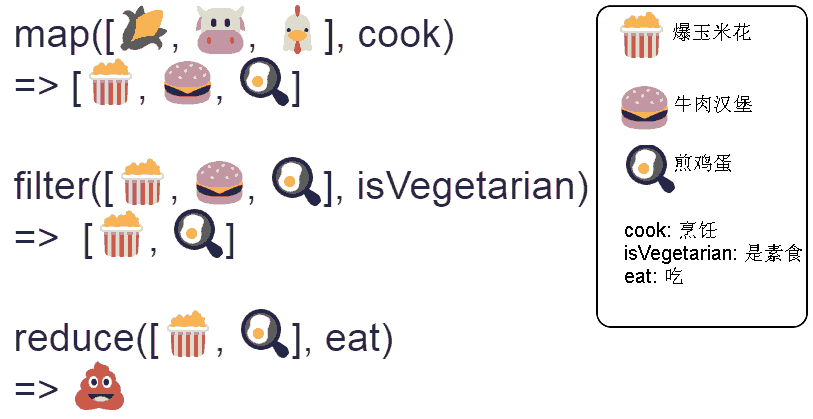 map([🌽, 🐮, 🐔], cook)
=> [🍿, 🍔, 🍳]
filter([🍿, 🍔, 🍳], isVegetarian)
=> [🍿, 🍳]
reduce([🍿, 🍳], eat)
=> 💩
爆玉米花
牛肉汉堡
煎鸡蛋
cook: 烹饪
isVegetarian: 是素食
eat: 吃